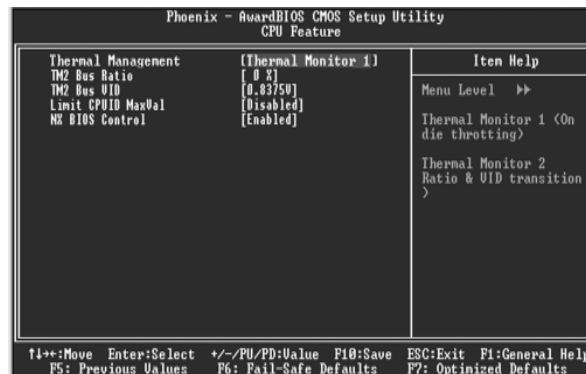 Phoenix - AwardBIOS CMOS Setup Utility
CPU Feature
Thermal Management [Thermal Monitor 1]
TM2 Bus Ratio [ 0 X]
TM2 Bus VID [0.8375V]
Limit CPUID MaxVal [Disabled]
NX BIOS Control [Enabled]
Item Help
Menu Level ▸▸
Thermal Monitor 1 (On
die throtting)
Thermal Monitor 2
Ratio & VID transition
)
↑↓→←:Move Enter:Select +/-/PU/PD:Value F10:Save ESC:Exit F1:General Help
F5: Previous Values F6: Fail-Safe Defaults F7: Optinized Defaults